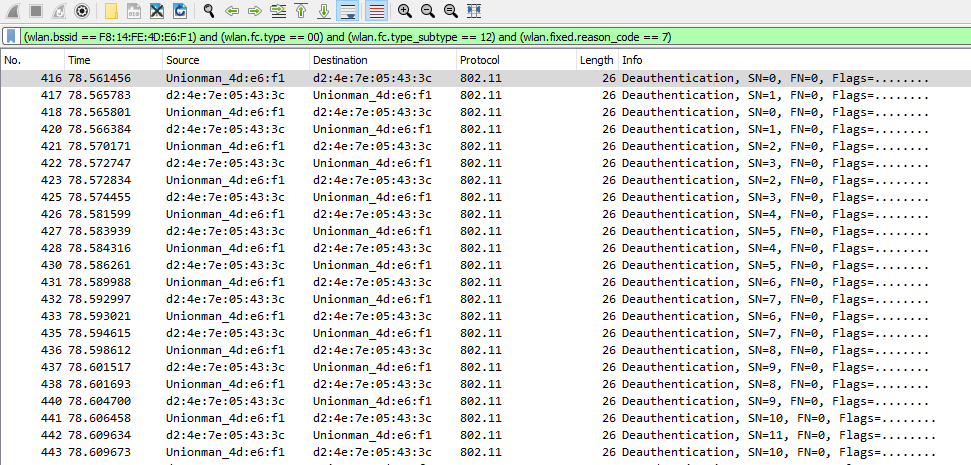 (wlan.bssid == F8:14:FE:4D:E6:F1) and (wlan.fc.type == 00) and (wlan.fc.type_subtype == 12) and (wlan.fixed.reason_code == 7)
No. Time Source Destination Protocol Length Info
416 78.561456 Unionman_4d:e6:f1 d2:4e:7e:05:43:3c 802.11 26 Deauthentication, SN=0, FN=0, Flags=........
417 78.565783 d2:4e:7e:05:43:3c Unionman_4d:e6:f1 802.11 26 Deauthentication, SN=1, FN=0, Flags=........
418 78.565801 Unionman_4d:e6:f1 d2:4e:7e:05:43:3c 802.11 26 Deauthentication, SN=0, FN=0, Flags=........
420 78.566384 d2:4e:7e:05:43:3c Unionman_4d:e6:f1 802.11 26 Deauthentication, SN=1, FN=0, Flags=........
421 78.570171 Unionman_4d:e6:f1 d2:4e:7e:05:43:3c 802.11 26 Deauthentication, SN=2, FN=0, Flags=........
422 78.572747 d2:4e:7e:05:43:3c Unionman_4d:e6:f1 802.11 26 Deauthentication, SN=3, FN=0, Flags=........
423 78.572834 Unionman_4d:e6:f1 d2:4e:7e:05:43:3c 802.11 26 Deauthentication, SN=2, FN=0, Flags=........
425 78.574455 d2:4e:7e:05:43:3c Unionman_4d:e6:f1 802.11 26 Deauthentication, SN=3, FN=0, Flags=........
426 78.581599 Unionman_4d:e6:f1 d2:4e:7e:05:43:3c 802.11 26 Deauthentication, SN=4, FN=0, Flags=........
427 78.583939 d2:4e:7e:05:43:3c Unionman_4d:e6:f1 802.11 26 Deauthentication, SN=5, FN=0, Flags=........
428 78.584316 Unionman_4d:e6:f1 d2:4e:7e:05:43:3c 802.11 26 Deauthentication, SN=4, FN=0, Flags=........
430 78.586261 d2:4e:7e:05:43:3c Unionman_4d:e6:f1 802.11 26 Deauthentication, SN=5, FN=0, Flags=........
431 78.589988 Unionman_4d:e6:f1 d2:4e:7e:05:43:3c 802.11 26 Deauthentication, SN=6, FN=0, Flags=........
432 78.592997 d2:4e:7e:05:43:3c Unionman_4d:e6:f1 802.11 26 Deauthentication, SN=7, FN=0, Flags=........
433 78.593021 Unionman_4d:e6:f1 d2:4e:7e:05:43:3c 802.11 26 Deauthentication, SN=6, FN=0, Flags=........
435 78.594615 d2:4e:7e:05:43:3c Unionman_4d:e6:f1 802.11 26 Deauthentication, SN=7, FN=0, Flags=........
436 78.598612 Unionman_4d:e6:f1 d2:4e:7e:05:43:3c 802.11 26 Deauthentication, SN=8, FN=0, Flags=........
437 78.601517 d2:4e:7e:05:43:3c Unionman_4d:e6:f1 802.11 26 Deauthentication, SN=9, FN=0, Flags=........
438 78.601693 Unionman_4d:e6:f1 d2:4e:7e:05:43:3c 802.11 26 Deauthentication, SN=8, FN=0, Flags=........
440 78.604700 d2:4e:7e:05:43:3c Unionman_4d:e6:f1 802.11 26 Deauthentication, SN=9, FN=0, Flags=........
441 78.606458 Unionman_4d:e6:f1 d2:4e:7e:05:43:3c 802.11 26 Deauthentication, SN=10, FN=0, Flags=........
442 78.609634 d2:4e:7e:05:43:3c Unionman_4d:e6:f1 802.11 26 Deauthentication, SN=11, FN=0, Flags=........
443 78.609673 Unionman_4d:e6:f1 d2:4e:7e:05:43:3c 802.11 26 Deauthentication, SN=10, FN=0, Flags=........